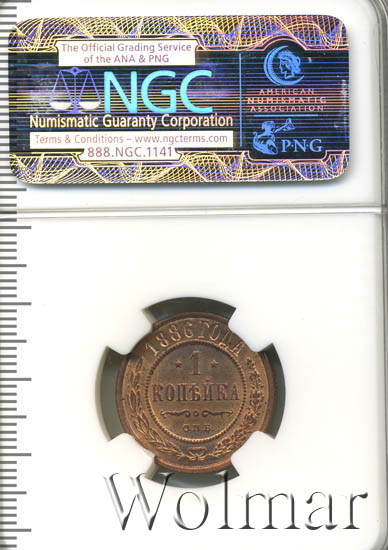 The Official Grading Service
of the ANA & PNG
NGC
Numismatic Guaranty Corporation
Terms & Conditions – www.ngcterms.com
888.NGC.1141
AMERICAN
NUMISMATIC
ASSOCIATION
PNG
1886 ГОДА
1
КОПѢЙКА
С.П.Б.
Wolmar